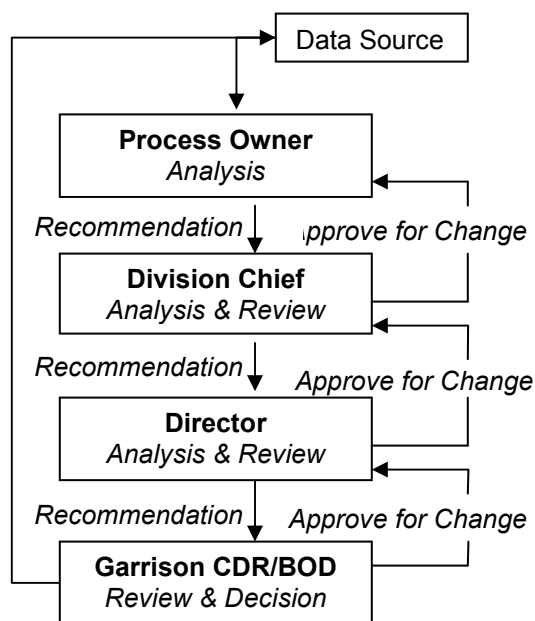 Data Source
Process Owner
Analysis
Recommendation
pprove for Change
Division Chief
Analysis & Review
Recommendation
Approve for Change
Director
Analysis & Review
Recommendation
Approve for Change
Garrison CDR/BOD
Review & Decision